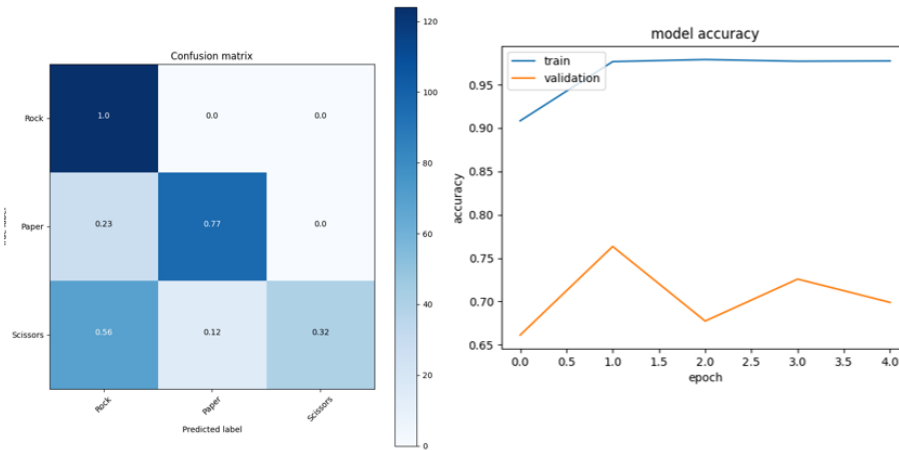 Confusion matrix
120
100
80
60
40
20
0
Rock
Paper
Scissors
1.0 0.0 0.0
0.23 0.77 0.0
0.56 0.12 0.32
Rock Paper Scissors
Predicted label
model accuracy
train
validation
0.95
0.90
0.85
0.80
0.75
0.70
0.65
accuracy
0.0 0.5 1.0 1.5 2.0 2.5 3.0 3.5 4.0
epoch